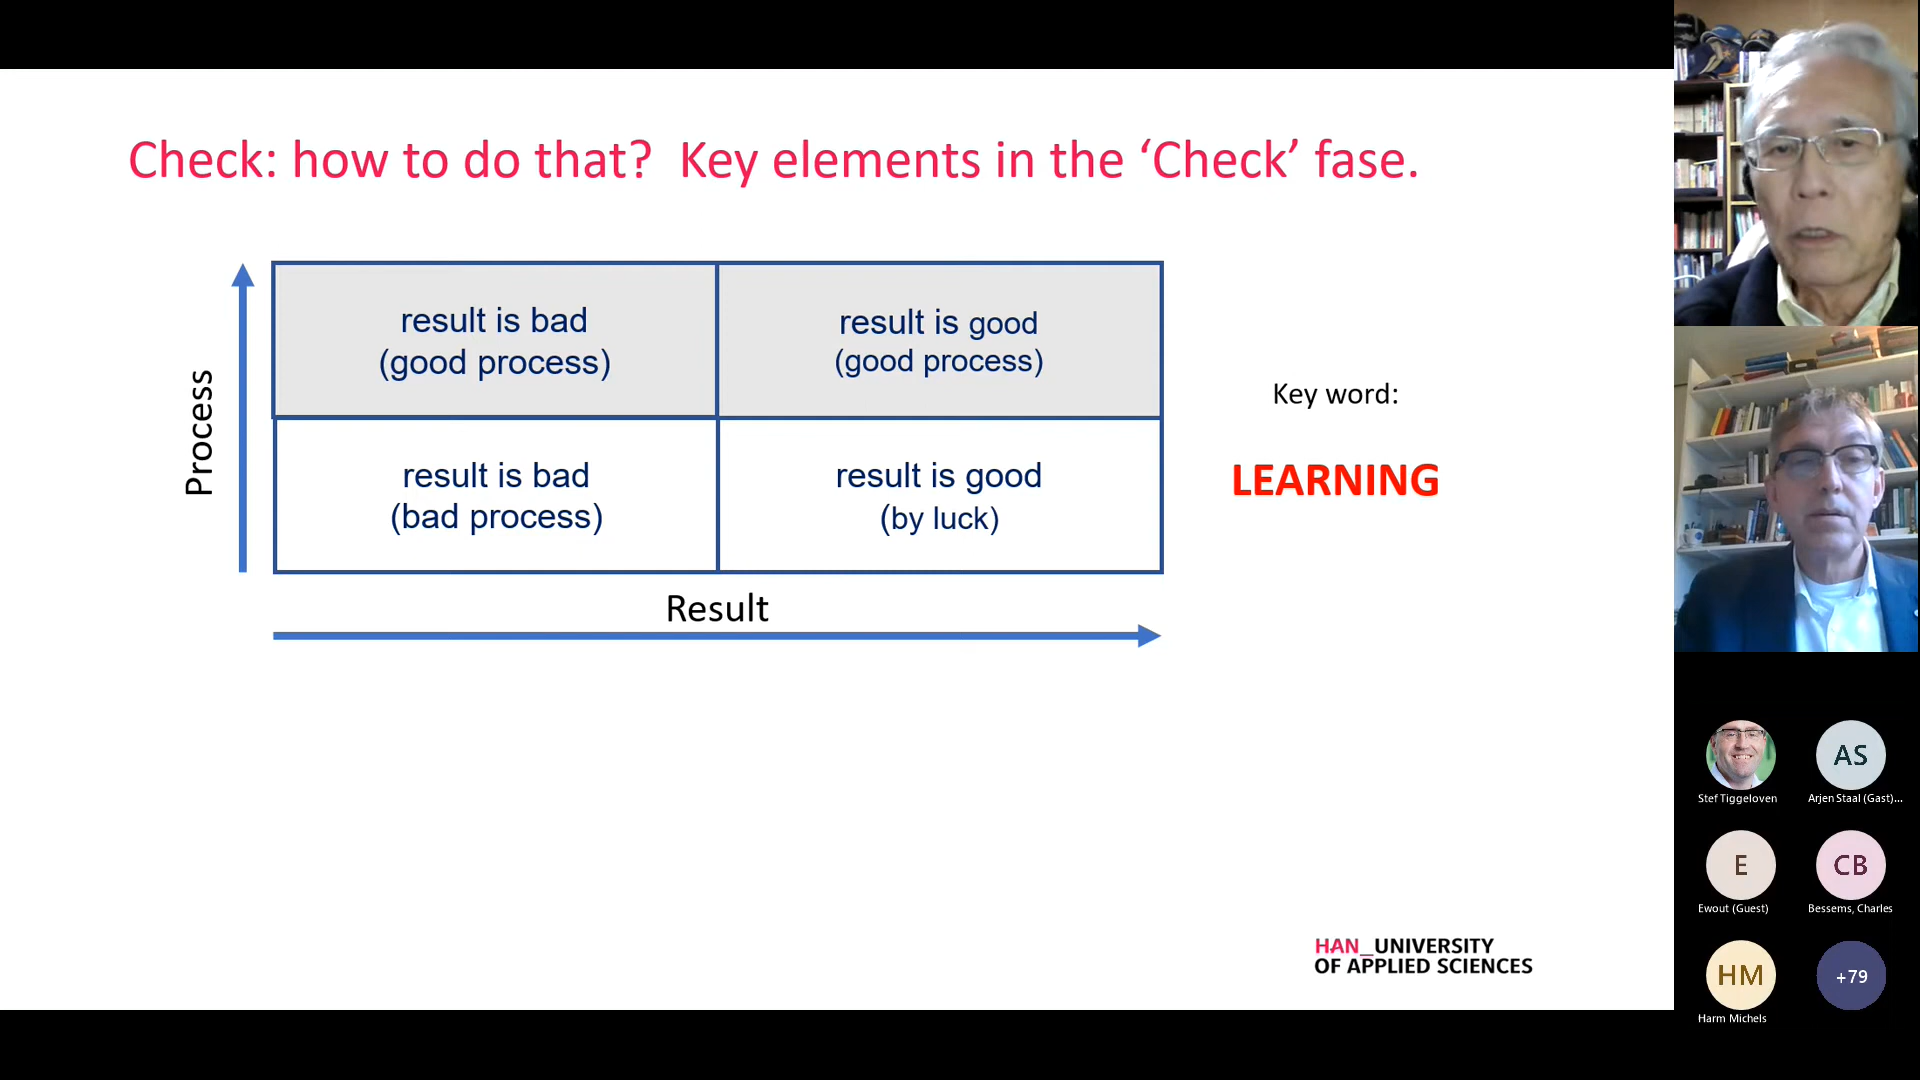 Check: how to do that?  Key elements in the ‘Check’ fase.
Process
result is bad
(good process)
result is good
(good process)
result is bad
(bad process)
result is good
(by luck)
Result
Key word:
LEARNING
HAN_UNIVERSITY
OF APPLIED SCIENCES
Stef Tiggeloven
AS
Arjen Staal (Gast)...
E
Ewout (Guest)
CB
Bessems, Charles
HM
Harm Michels
+79